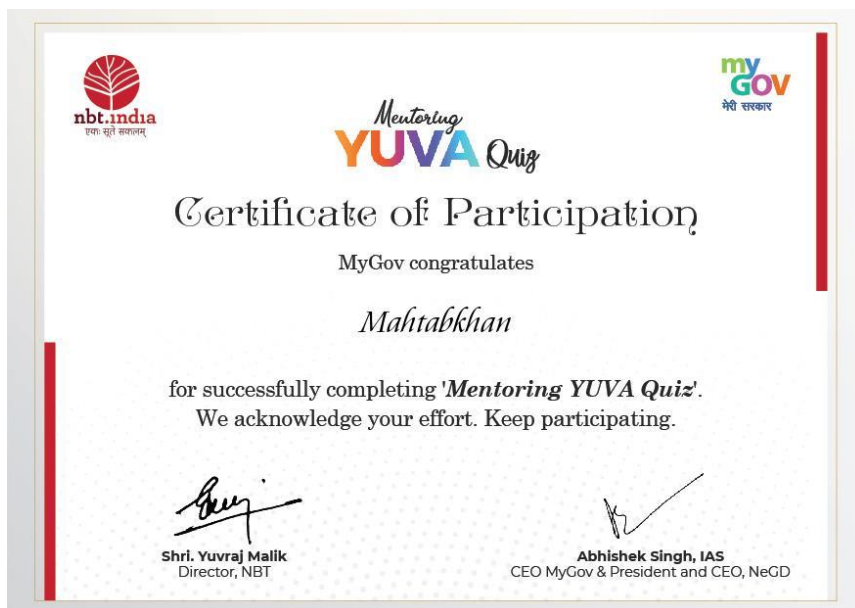 nbt.india
एकः सूते सकलम्
my
GOV
मेरी सरकार
Mentoring
YUVA Quiz
Certificate of Participation
MyGov congratulates
Mahtabkhan
for successfully completing 'Mentoring YUVA Quiz'.
We acknowledge your effort. Keep participating.
Shri. Yuvraj Malik
Director, NBT
Abhishek Singh, IAS
CEO MyGov & President and CEO, NeGD